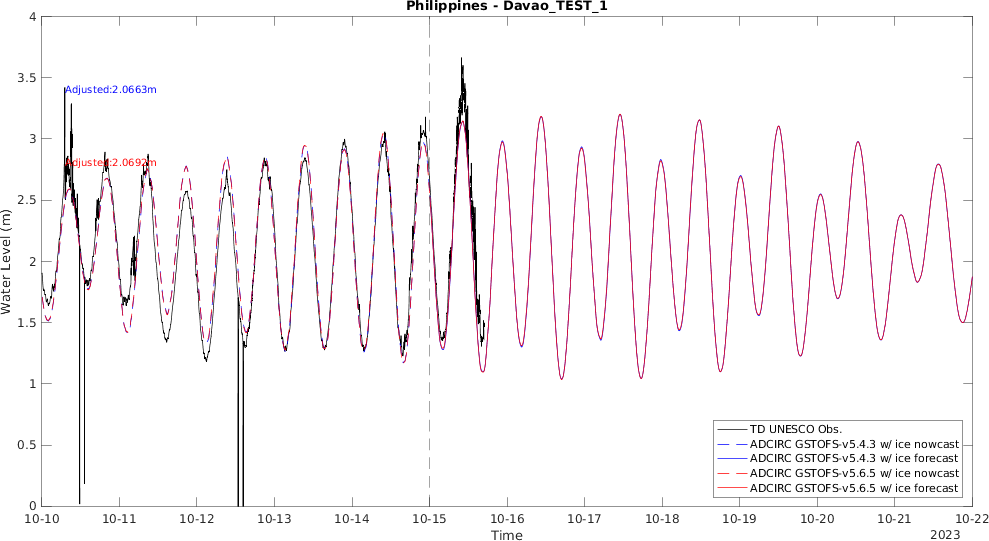 Philippines - Davao_TEST_1
Water Level (m)
4
3.5
3
2.5
2
1.5
1
0.5
0
Adjusted:2.0663m
Adjusted:2.0692m
TD UNESCO Obs.
ADCIRC GSTOFS-v5.4.3 w/ ice nowcast
ADCIRC GSTOFS-v5.4.3 w/ ice forecast
ADCIRC GSTOFS-v5.6.5 w/ ice nowcast
ADCIRC GSTOFS-v5.6.5 w/ ice forecast
10-10 10-11 10-12 10-13 10-14 10-15 10-16 10-17 10-18 10-19 10-20 10-21 10-22
Time
2023